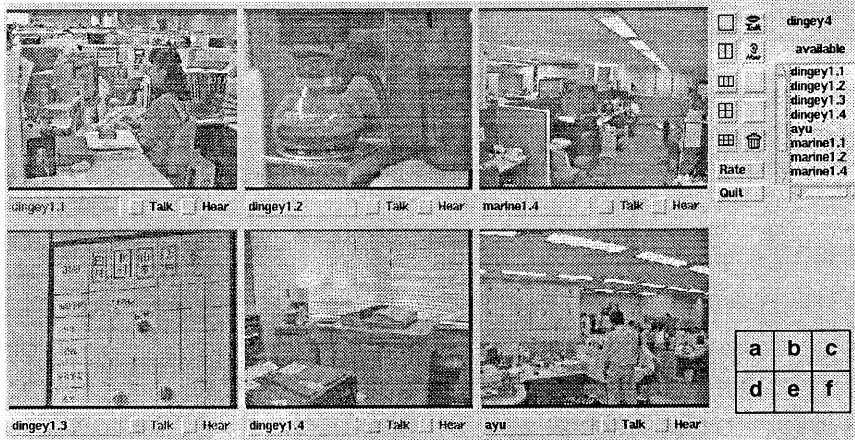 dingey1.1 Talk Hear
dingey1.2 Talk Hear
marine1.4 Talk Hear
dingey1.3 Talk Hear
dingey1.4 Talk Hear
ayu Talk Hear
Talk
dingey4
Hear
available
dingey1.1
dingey1.2
dingey1.3
dingey1.4
ayu
marine1.1
marine1.2
marine1.4
Rate
Quit
a b c
d e f